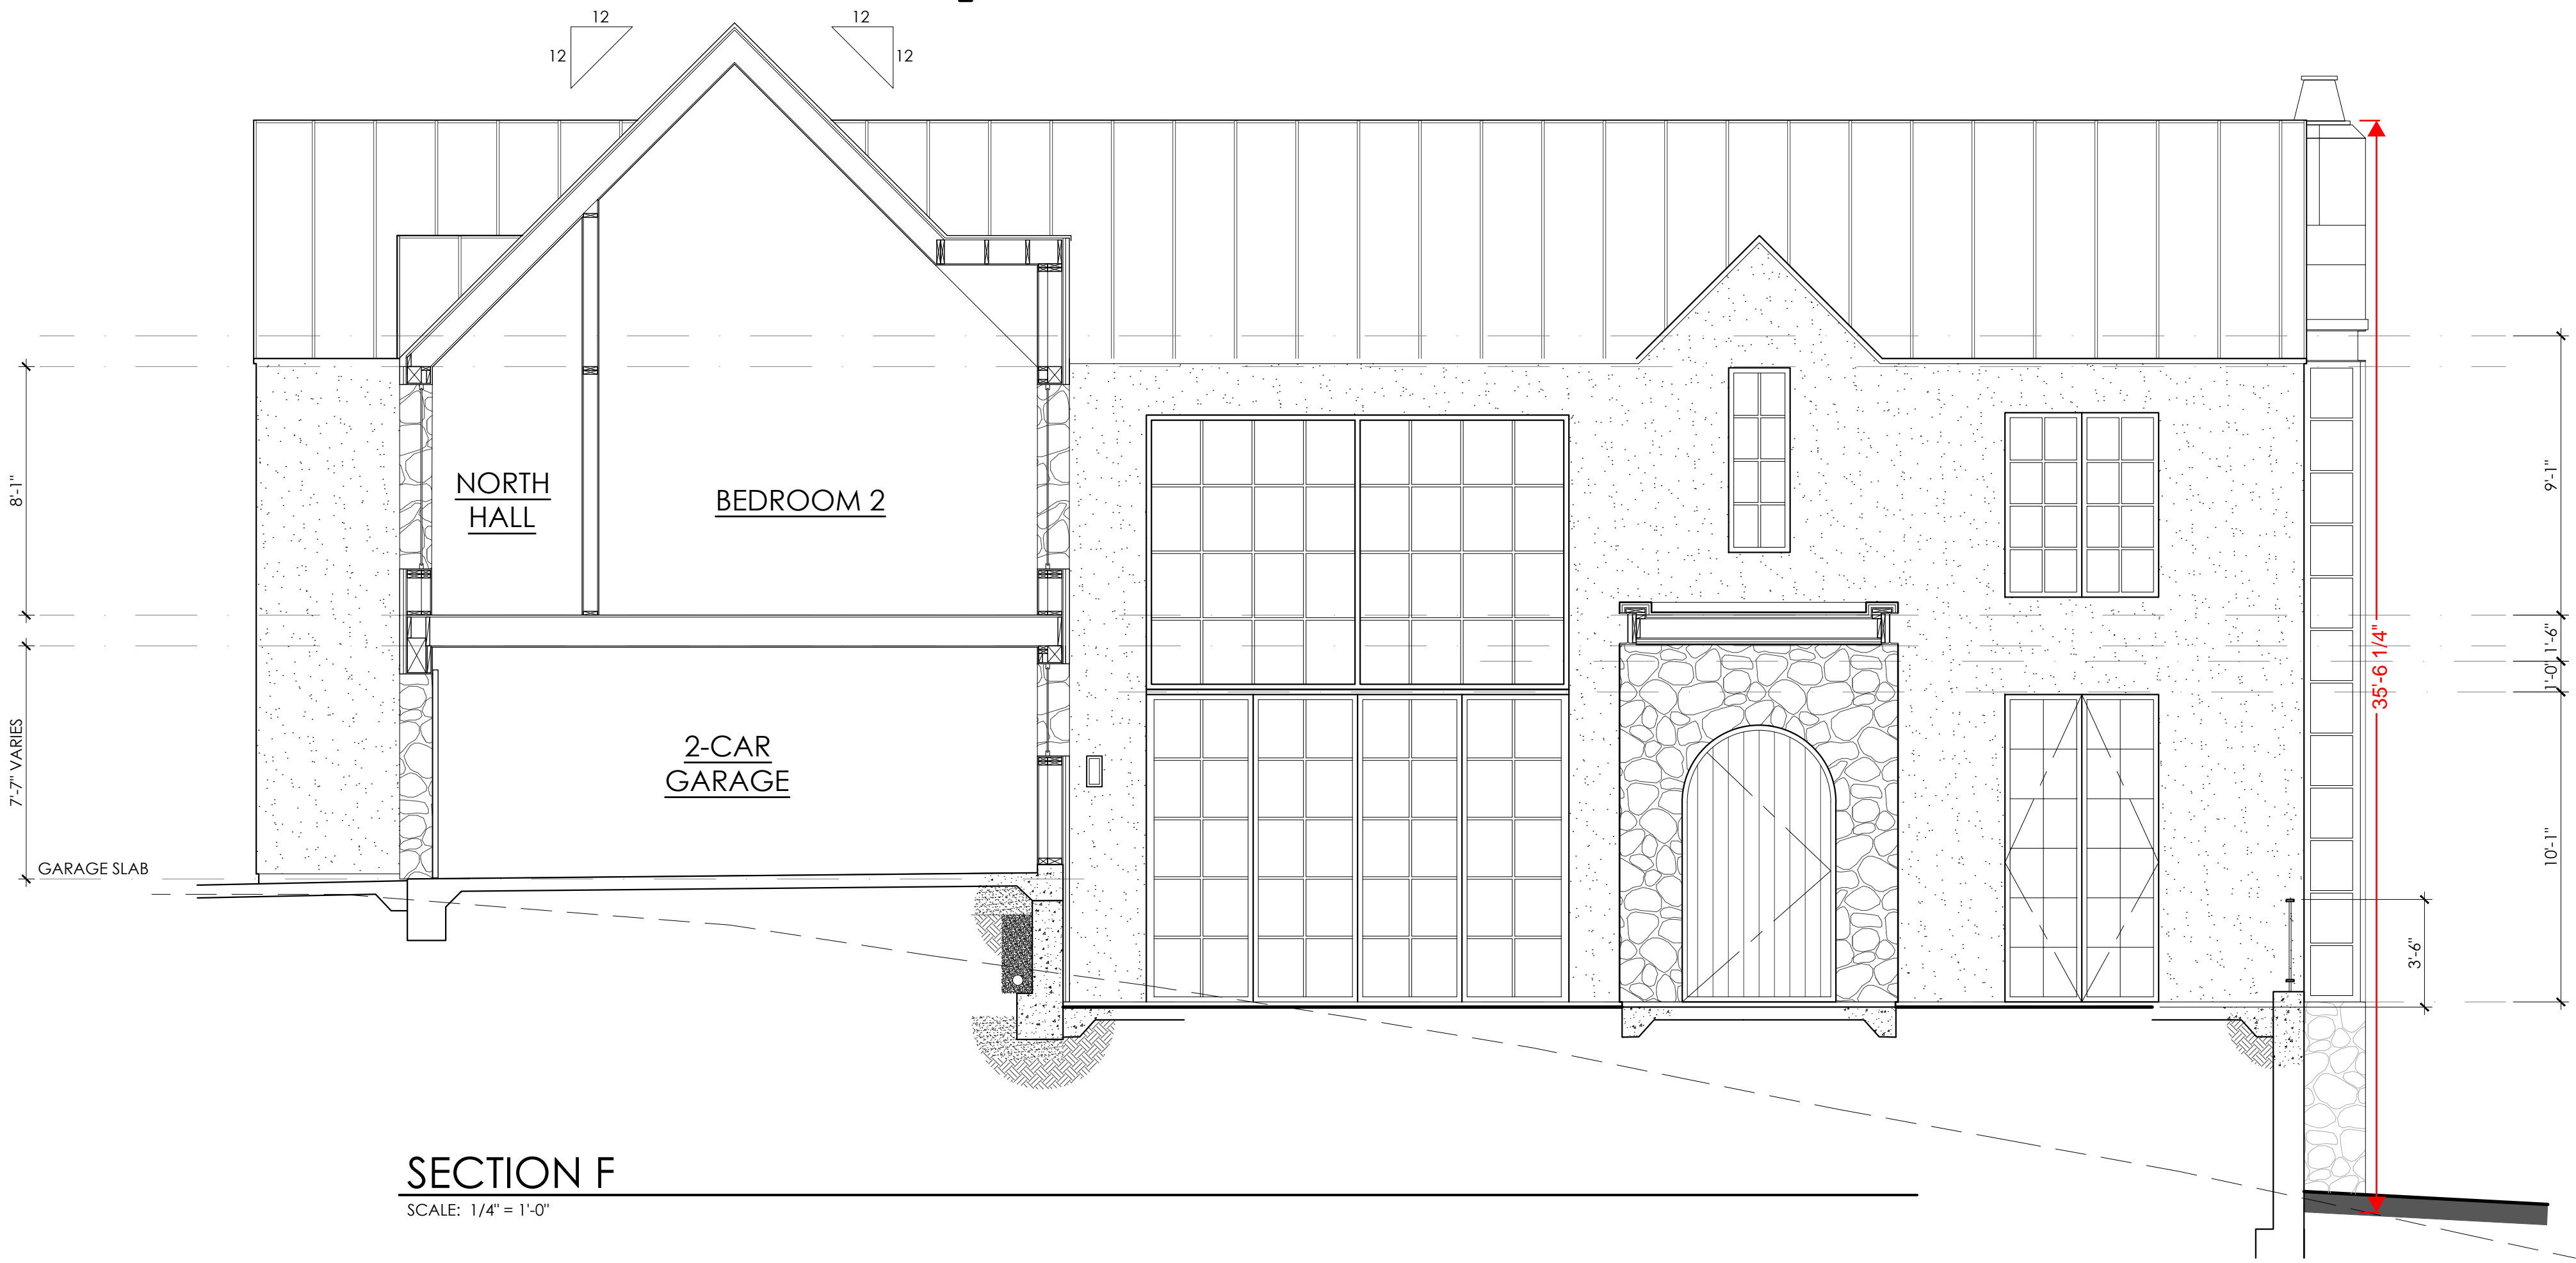 12
12
12
12
8'-1"
7'-7" VARIES
GARAGE SLAB
NORTH
HALL
BEDROOM 2
2-CAR
GARAGE
35'-6 1/4"
9'-1"
1'-6"
1'-0"
10'-1"
3'-6"
SECTION F
SCALE: 1/4" = 1'-0"